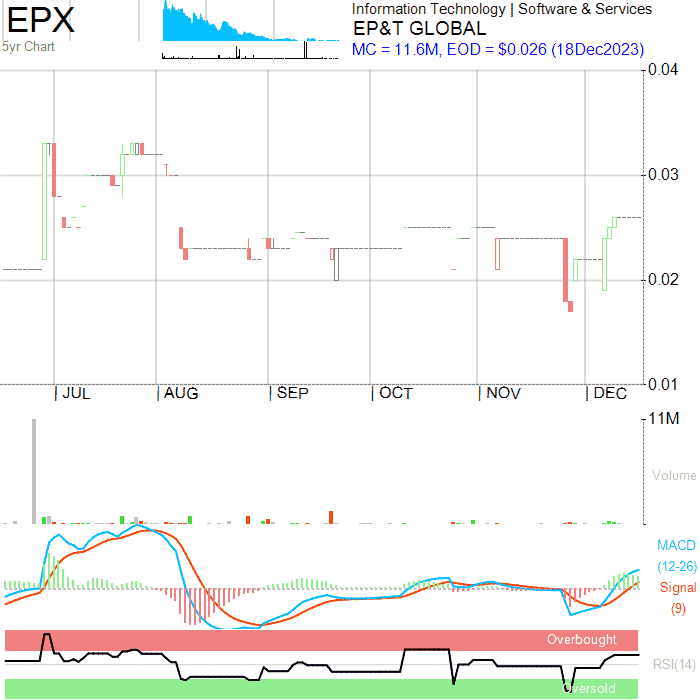 EPX
5yr Chart
Information Technology | Software & Services
EP&T GLOBAL
MC = 11.6M, EOD = $0.026 (18Dec2023)
0.04
0.03
0.02
0.01
| JUL | AUG | SEP | OCT | NOV | DEC
11M
Volume
MACD
(12-26)
Signal
(9)
Overbought
RSI(14)
Oversold